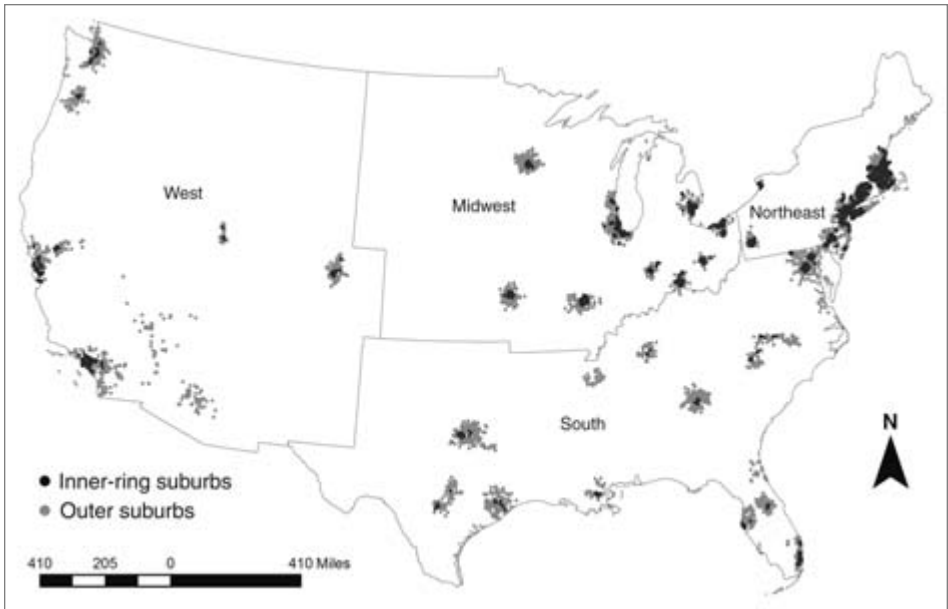 West
Midwest
Northeast
South
N
Inner-ring suburbs
Outer suburbs
410 205 0 410 Miles